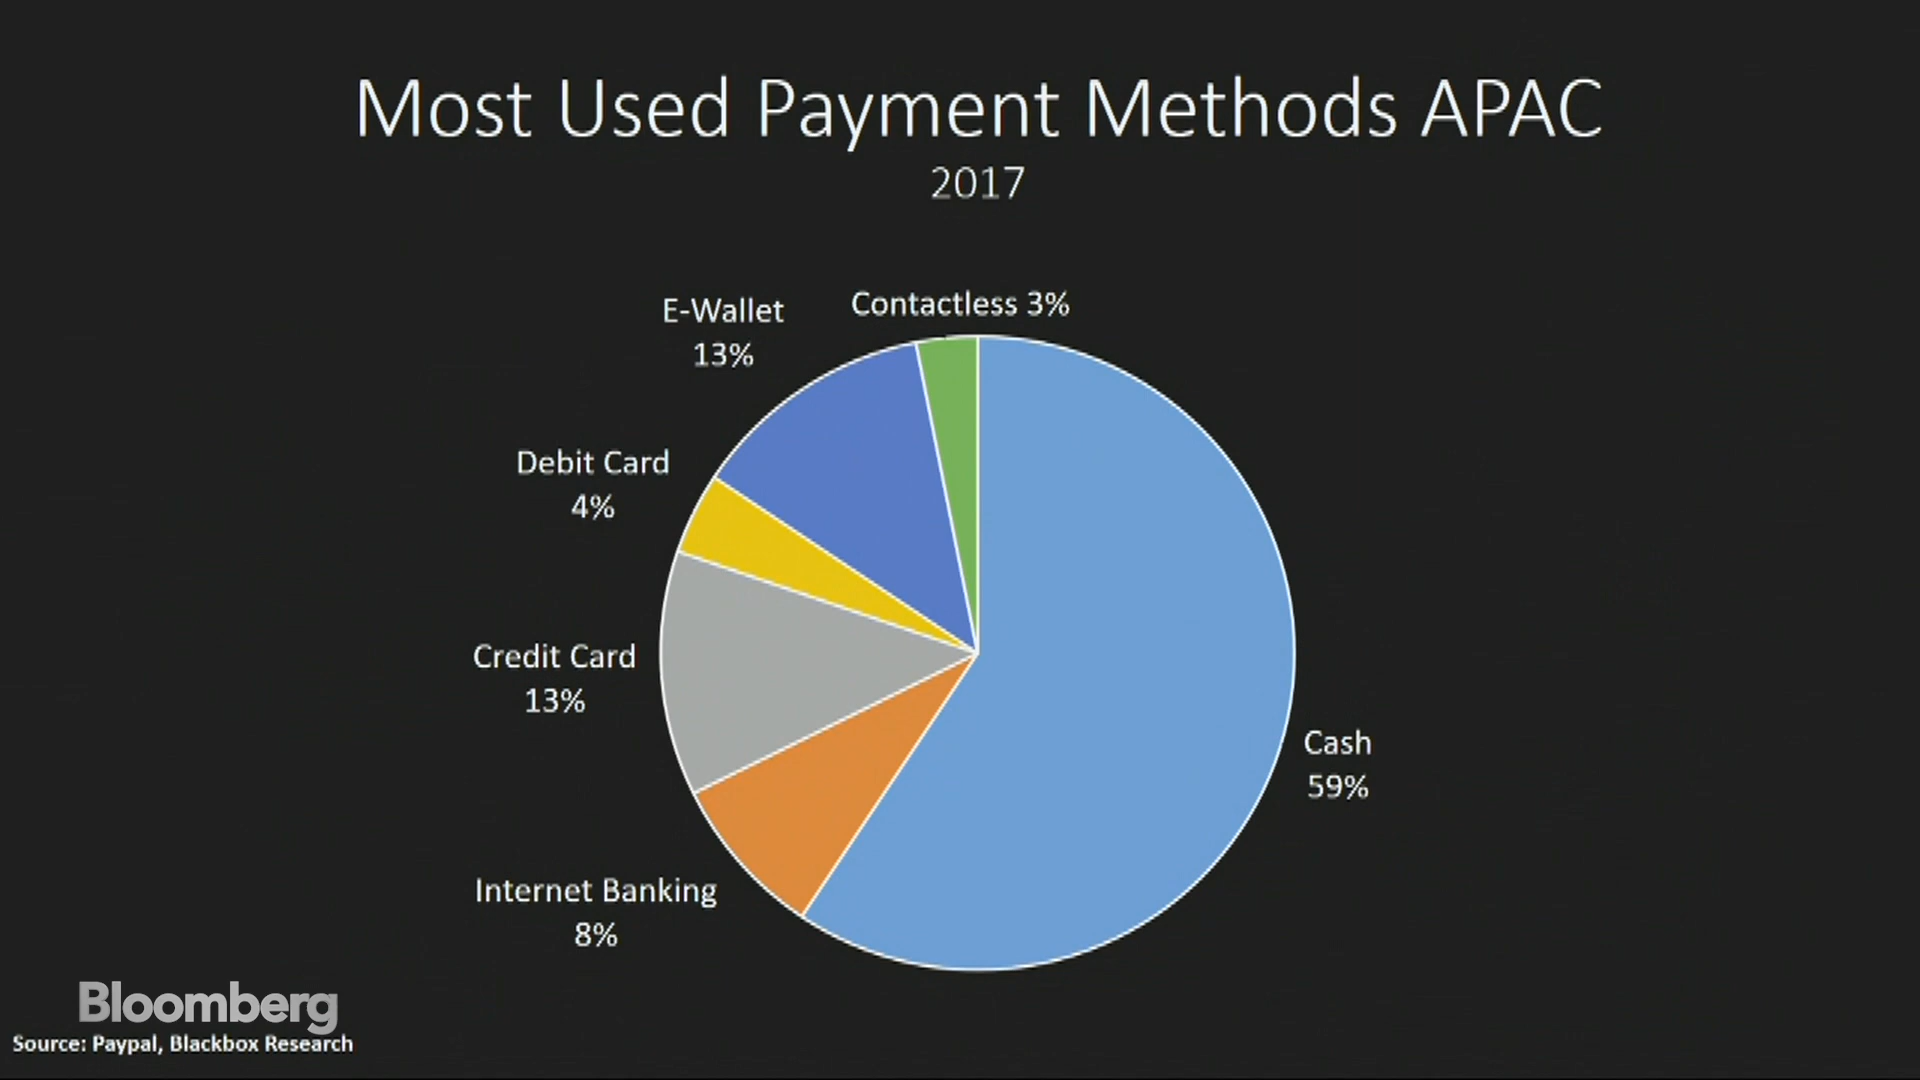 Most Used Payment Methods APAC
2017
E-Wallet
13%
Contactless 3%
Debit Card
4%
Credit Card
13%
Cash
59%
Internet Banking
8%
Bloomberg
Source: Paypal, Blackbox Research